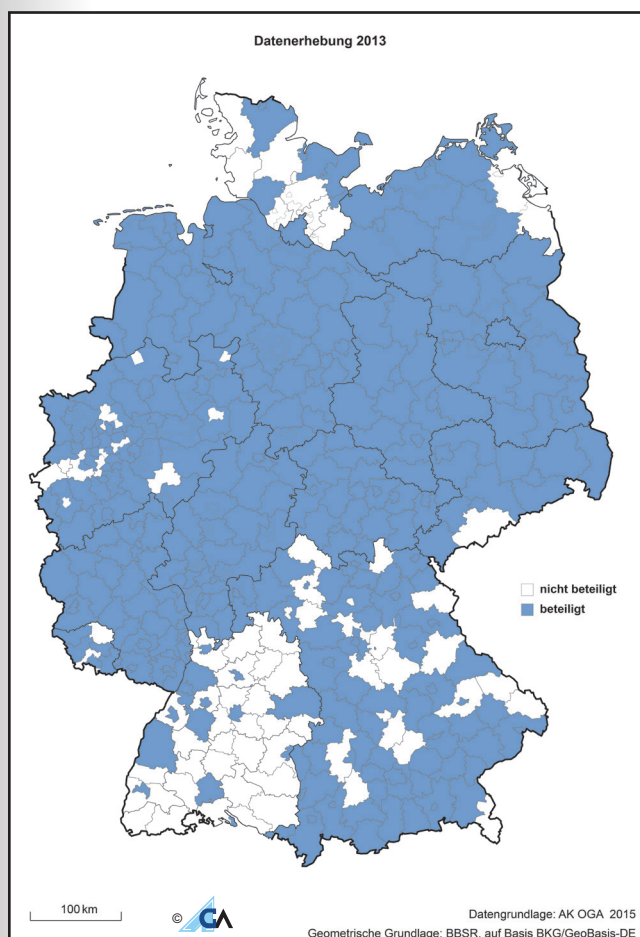 Datenerhebung 2013
nicht beteiligt
beteiligt
100 km
© GA
Datengrundlage: AK OGA 2015
Geometrische Grundlage: BBSR, auf Basis BKG/GeoBasis-DE